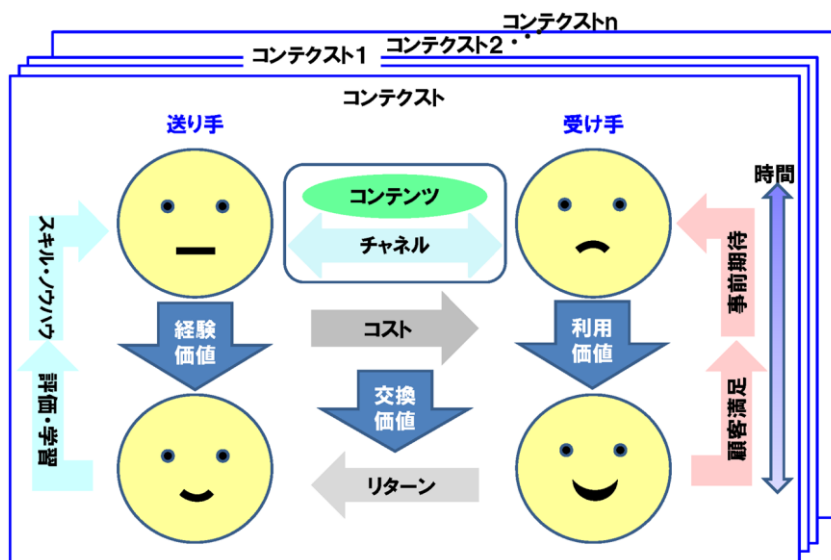 コンテクストn
コンテクスト2・・
コンテクスト1
コンテクスト
送り手
受け手
時間
コンテンツ
チャネル
スキル・ノウハウ
事前期待
経験
価値
コスト
利用
価値
評価・学習
交換
価値
顧客満足
リターン